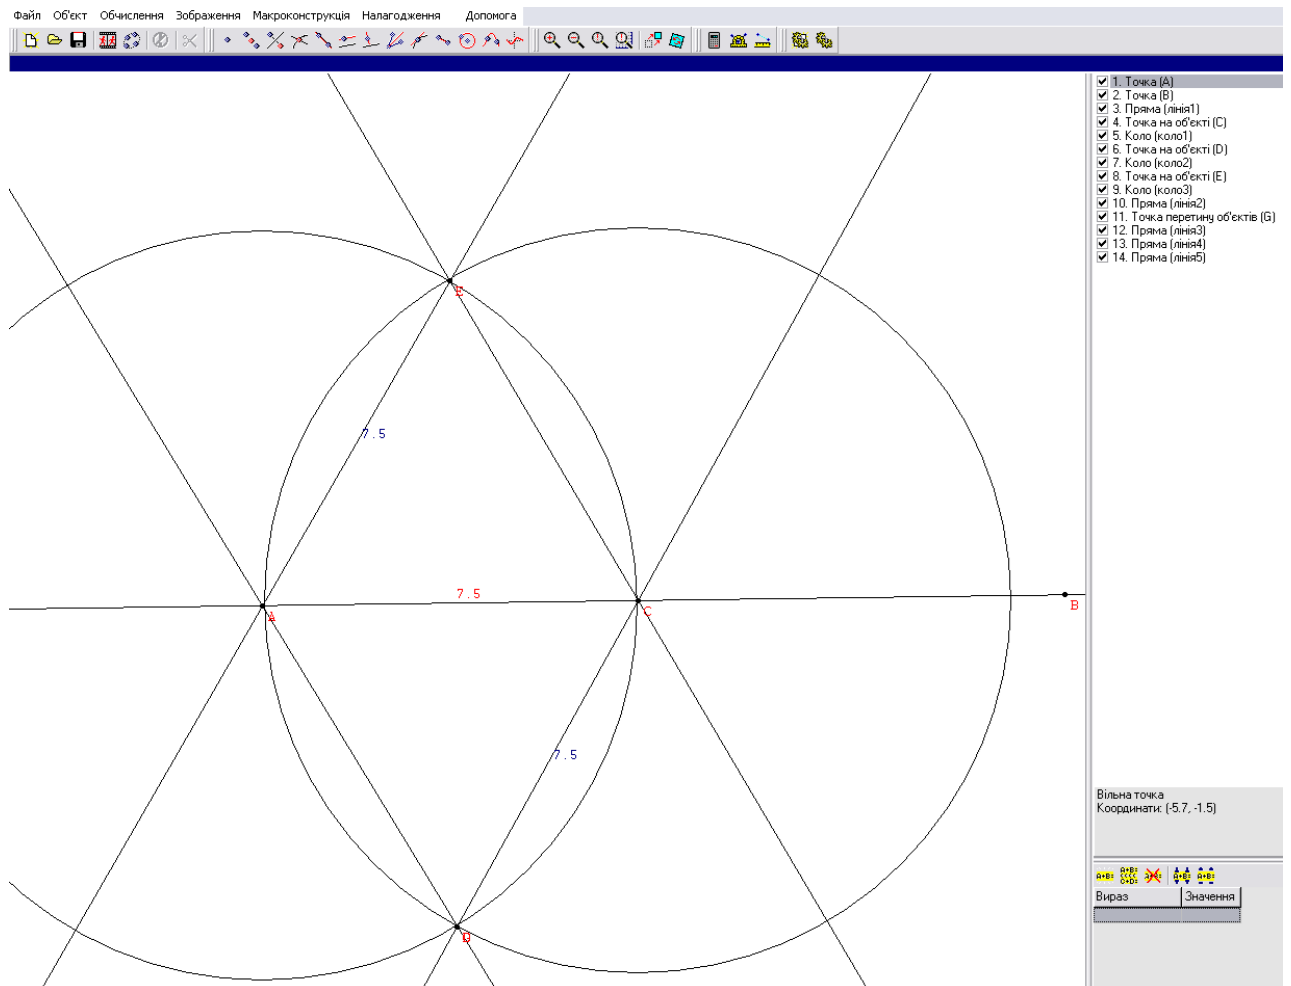 Файл Об'єкт Обчислення Зображення Макроконструкція Налагодження Допомога
1. Точка (A)
2. Точка (B)
3. Пряма (лінія1)
4. Точка на об'єкті (C)
5. Коло (коло1)
6. Точка на об'єкті (D)
7. Коло (коло2)
8. Точка на об'єкті (E)
9. Коло (коло3)
10. Пряма (лінія2)
11. Точка перетину об'єктів (G)
12. Пряма (лінія3)
13. Пряма (лінія4)
14. Пряма (лінія5)
E
7.5
7.5
A
C
B
7.5
D
Вільна точка
Координати: (-5.7, -1.5)
Вираз Значення